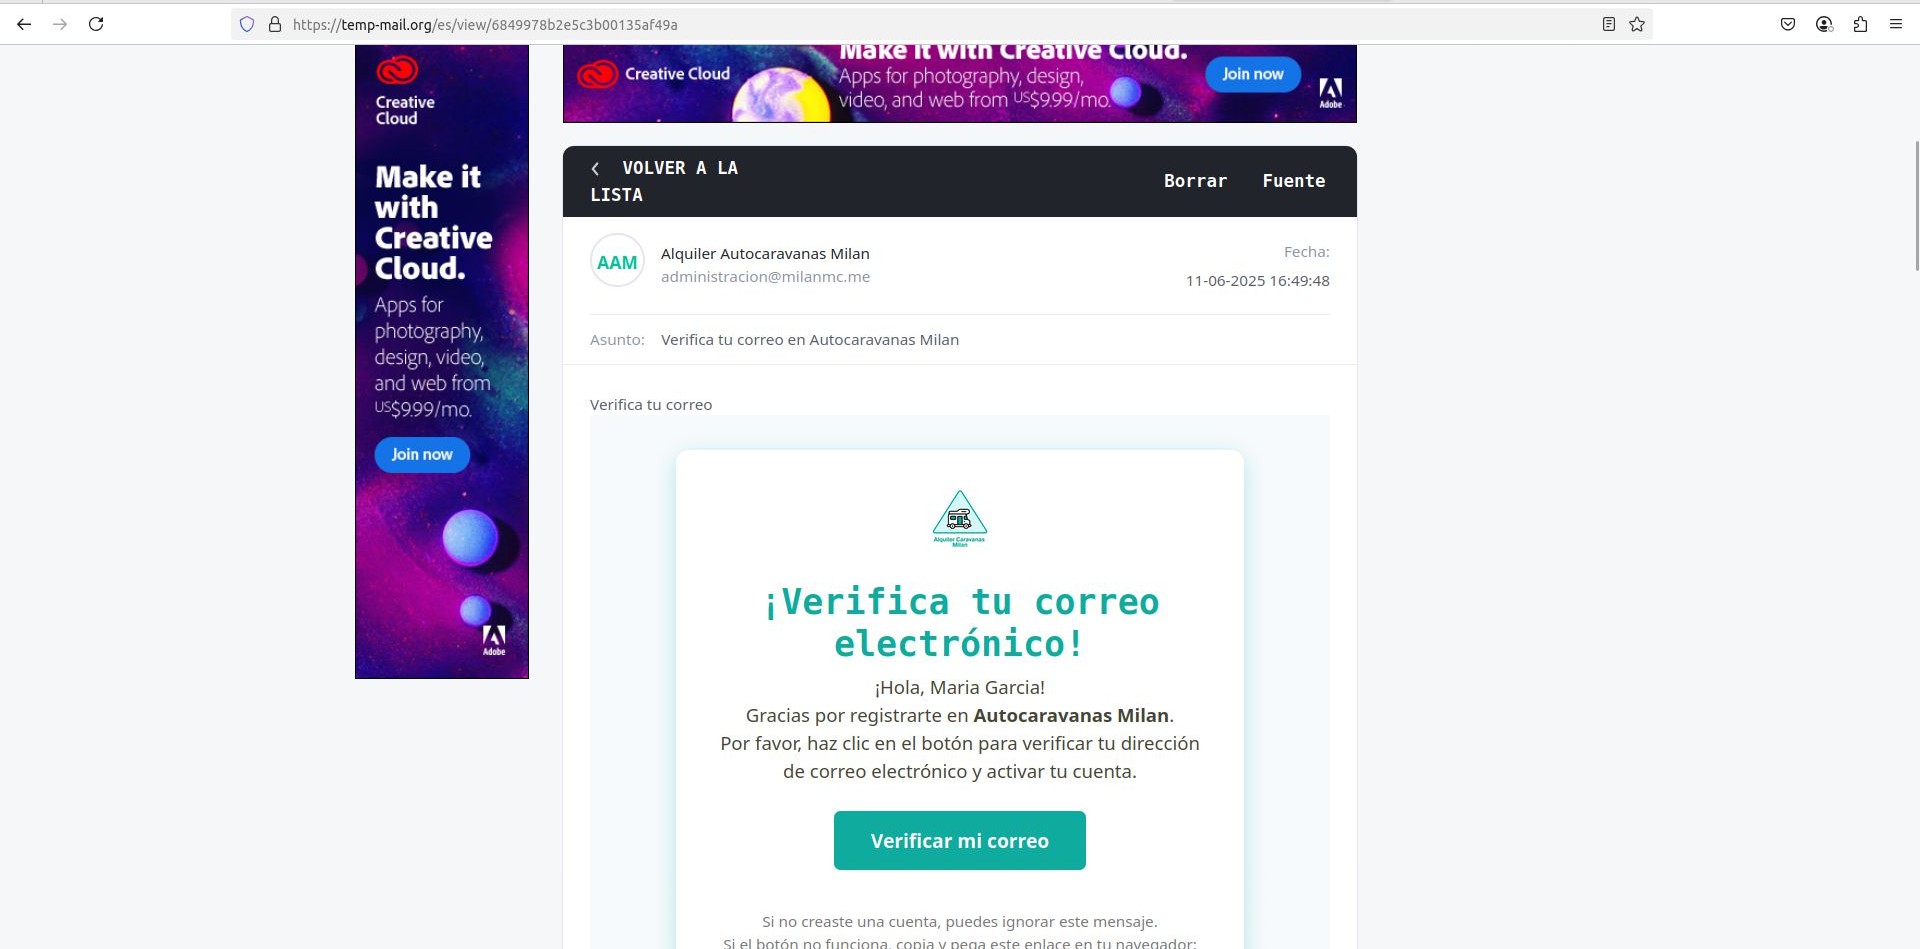 https://temp-mail.org/es/view/6849978b2e5c3b00135af49a
Creative
Cloud
Make it
with
Creative
Cloud.
Apps for
photography,
design, video,
and web from
US$9.99/mo.
Join now
Adobe
Creative Cloud
Make it with Creative Cloud.
Apps for photography, design,
video, and web from US$9.99/mo.
Join now
Adobe
VOLVER A LA
LISTA
Borrar
Fuente
AAM
Alquiler Autocaravanas Milan
administracion@milanmc.me
Fecha:
11-06-2025 16:49:48
Asunto: Verifica tu correo en Autocaravanas Milan
Verifica tu correo
Alquiler Caravanas
Milan
¡Verifica tu correo
electrónico!
¡Hola, Maria Garcia!
Gracias por registrarte en Autocaravanas Milan.
Por favor, haz clic en el botón para verificar tu dirección
de correo electrónico y activar tu cuenta.
Verificar mi correo
Si no creaste una cuenta, puedes ignorar este mensaje.
Si el botón no funciona, copia y pega este enlace en tu navegador: